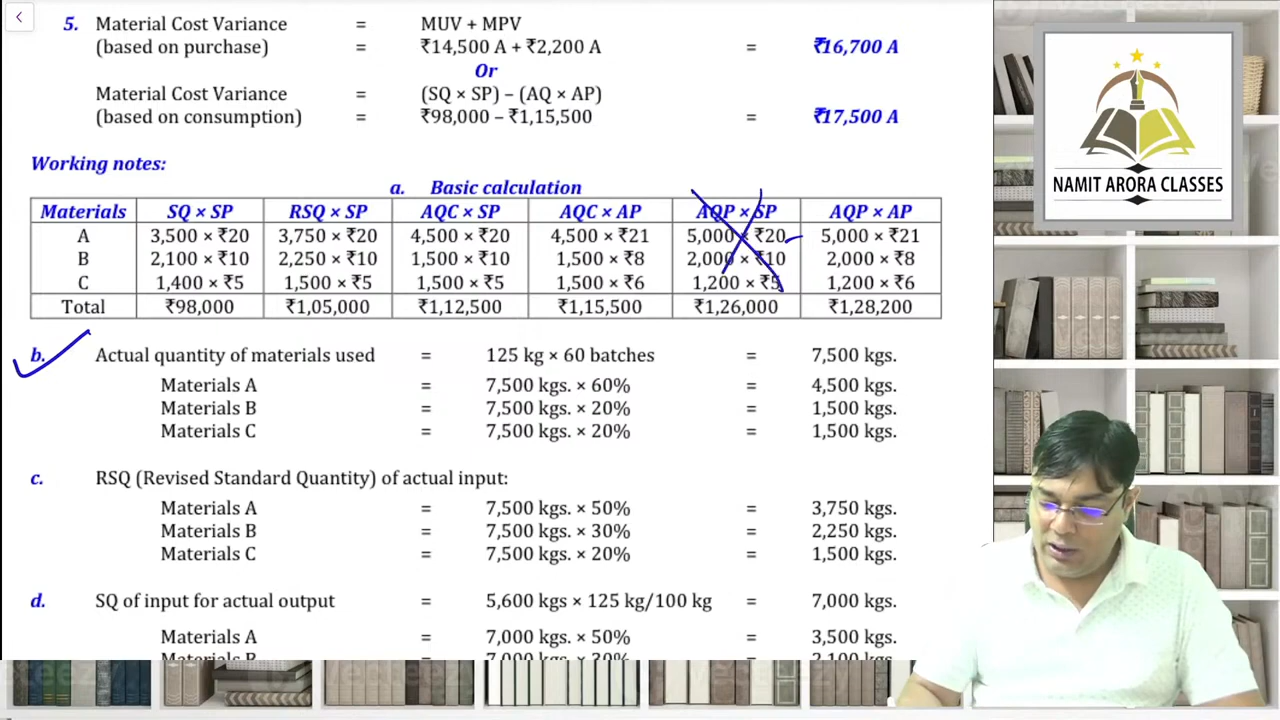 5. Material Cost Variance = MUV + MPV
(based on purchase) = ₹14,500 A + ₹2,200 A = ₹16,700 A
Or
Material Cost Variance = (SQ × SP) – (AQ × AP)
(based on consumption) = ₹98,000 – ₹1,15,500 = ₹17,500 A
Working notes:
a. Basic calculation
Materials SQ × SP RSQ × SP AQC × SP AQC × AP AQP × SP AQP × AP
A 3,500 × ₹20 3,750 × ₹20 4,500 × ₹20 4,500 × ₹21 5,000 × ₹20 5,000 × ₹21
B 2,100 × ₹10 2,250 × ₹10 1,500 × ₹10 1,500 × ₹8 2,000 × ₹10 2,000 × ₹8
C 1,400 × ₹5 1,500 × ₹5 1,500 × ₹5 1,500 × ₹6 1,200 × ₹5 1,200 × ₹6
Total ₹98,000 ₹1,05,000 ₹1,12,500 ₹1,15,500 ₹1,26,000 ₹1,28,200
b. Actual quantity of materials used = 125 kg × 60 batches = 7,500 kgs.
Materials A = 7,500 kgs. × 60% = 4,500 kgs.
Materials B = 7,500 kgs. × 20% = 1,500 kgs.
Materials C = 7,500 kgs. × 20% = 1,500 kgs.
c. RSQ (Revised Standard Quantity) of actual input:
Materials A = 7,500 kgs. × 50% = 3,750 kgs.
Materials B = 7,500 kgs. × 30% = 2,250 kgs.
Materials C = 7,500 kgs. × 20% = 1,500 kgs.
d. SQ of input for actual output = 5,600 kgs × 125 kg/100 kg = 7,000 kgs.
Materials A = 7,000 kgs. × 50% = 3,500 kgs.
Materials B = 7,000 kgs. × 30% = 2,100 kgs.
NAMIT ARORA CLASSES